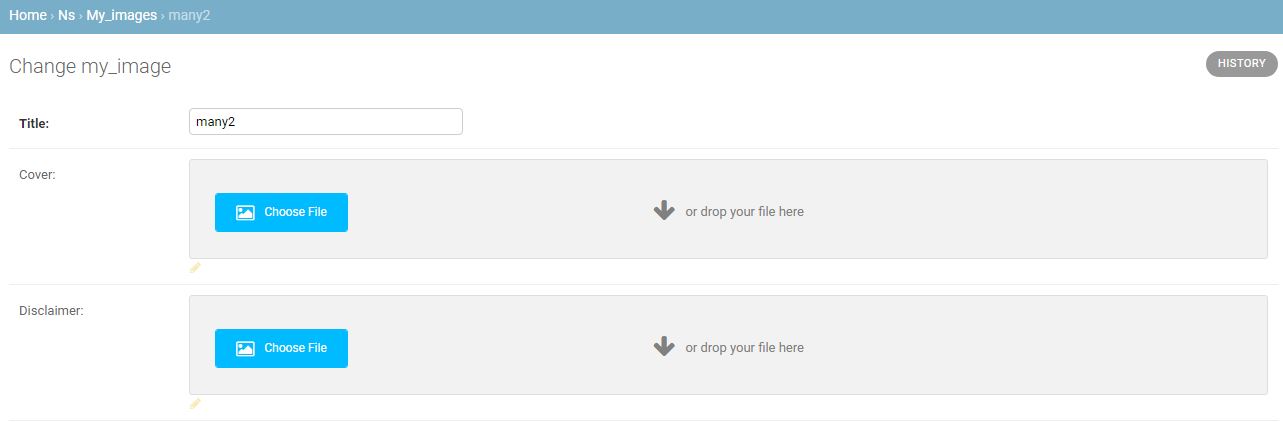 Home › Ns › My_images › many2
Change my_image
HISTORY
Title:
many2
Cover:
Choose File
or drop your file here
Disclaimer:
Choose File
or drop your file here